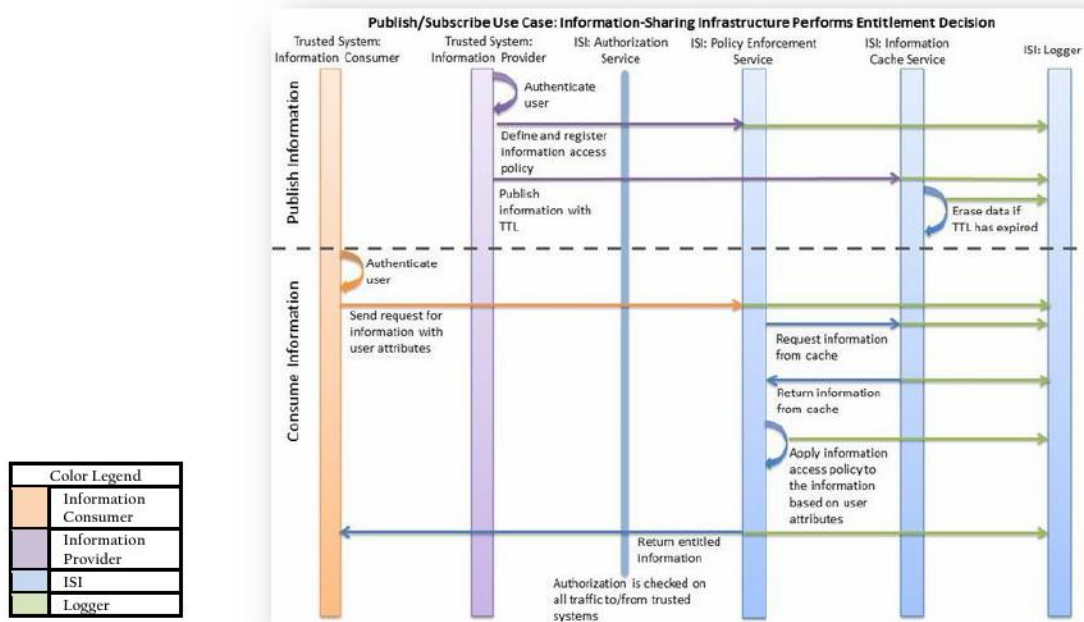 Publish/Subscribe Use Case: Information-Sharing Infrastructure Performs Entitlement Decision
Trusted System:
Information Consumer
Trusted System:
Information Provider
ISI: Authorization
Service
ISI: Policy Enforcement
Service
ISI: Information
Cache Service
ISI: Logger
Publish Information
Authenticate
user
Define and register
information access
policy
Publish
information with
TTL
Erase data if
TTL has expired
Consume Information
Authenticate
user
Send request for
information with
user attributes
Request information
from cache
Return information
from cache
Apply information
access policy to
the information
based on user
attributes
Return entitled
information
Authorization is checked on
all traffic to/from trusted
systems
Color Legend
Information
Consumer
Information
Provider
ISI
Logger